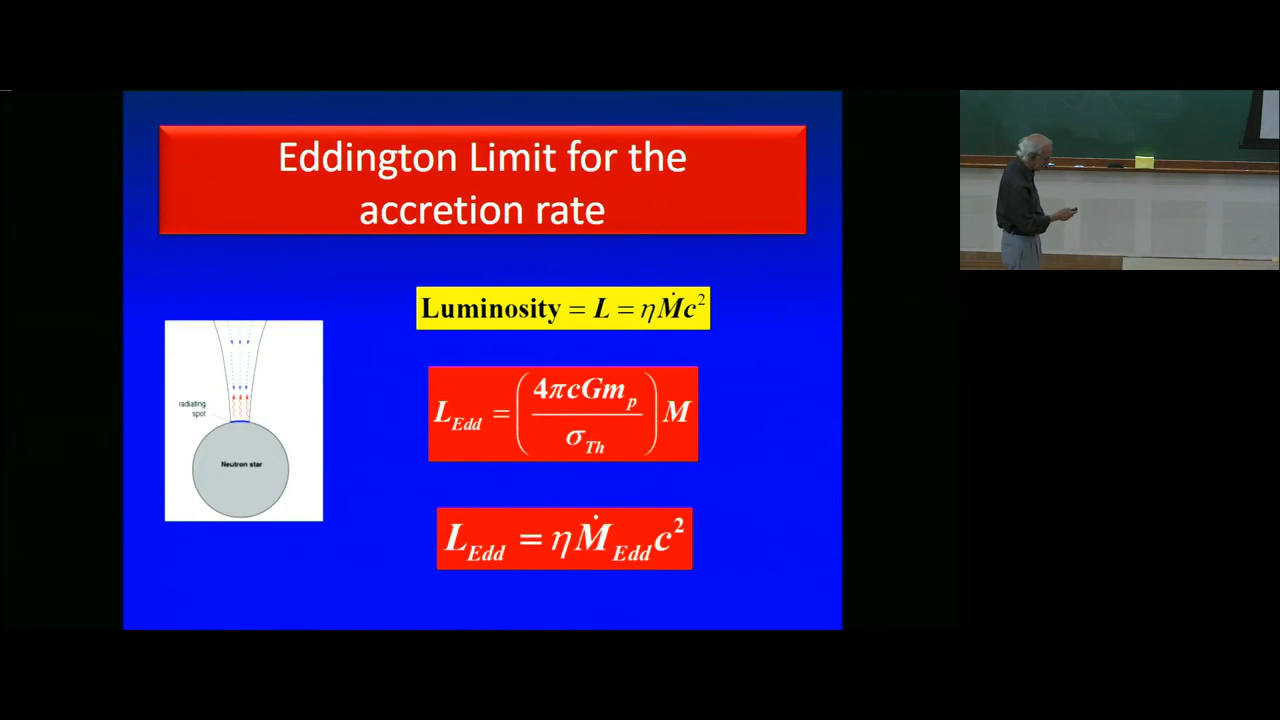 Eddington Limit for the
accretion rate
Luminosity = L = ηṀc²
L_Edd = (4πcGm_p / σ_Th) M
L_Edd = ηṀ_Edd c²
radiating
spot
Neutron star